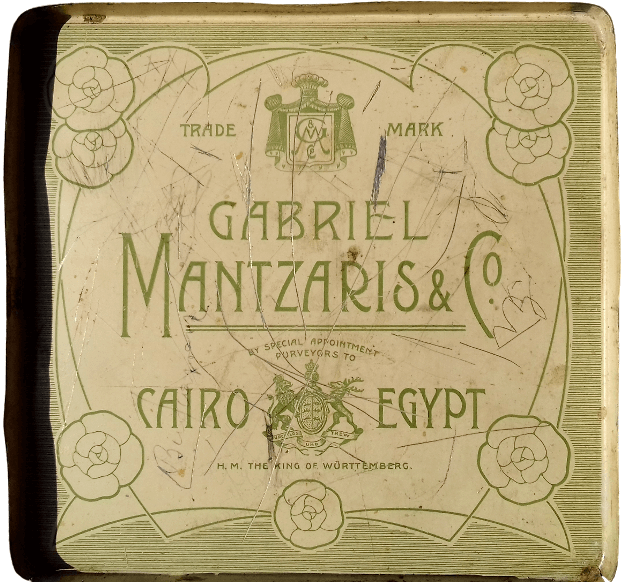 TRADE MARK
GABRIEL
MANTZARIS & Co.
BY SPECIAL APPOINTMENT
PURVEYORS TO
CAIRO EGYPT
H.M. THE KING OF WÜRTTEMBERG.